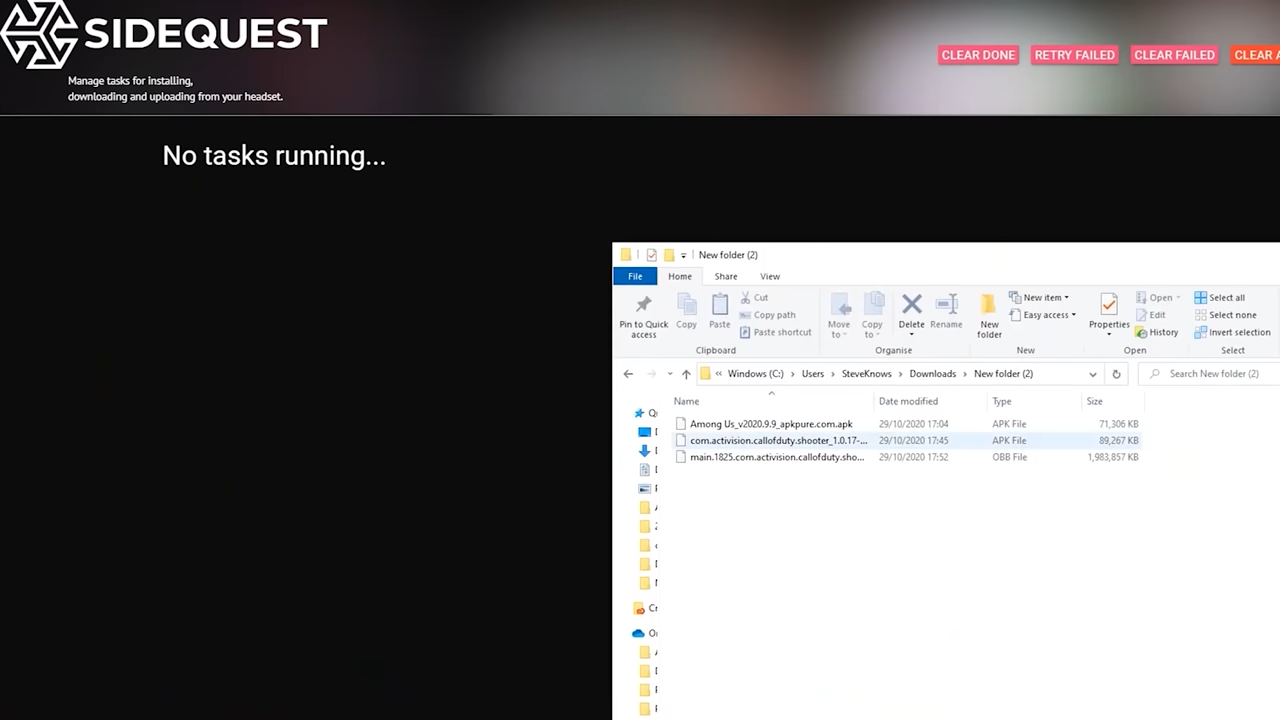 SIDEQUEST
Manage tasks for installing,
downloading and uploading from your headset.
CLEAR DONE RETRY FAILED CLEAR FAILED CLEAR
No tasks running...
New folder (2)
File Home Share View
Pin to Quick access
Copy
Paste
Cut
Copy path
Paste shortcut
Clipboard
Move to
Copy to
Delete
Rename
Organise
New folder
New item
Easy access
New
Properties
Open
Edit
History
Open
Select all
Select none
Invert selection
Select
« Windows (C:) › Users › SteveKnows › Downloads › New folder (2)
Search New folder (2)
Name Date modified Type Size
Among Us_v2020.9.9_apkpure.com.apk 29/10/2020 17:04 APK File 71,306 KB
com.activision.callofduty.shooter_1.0.17-... 29/10/2020 17:45 APK File 89,267 KB
main.1825.com.activision.callofduty.sho... 29/10/2020 17:52 OBB File 1,983,857 KB